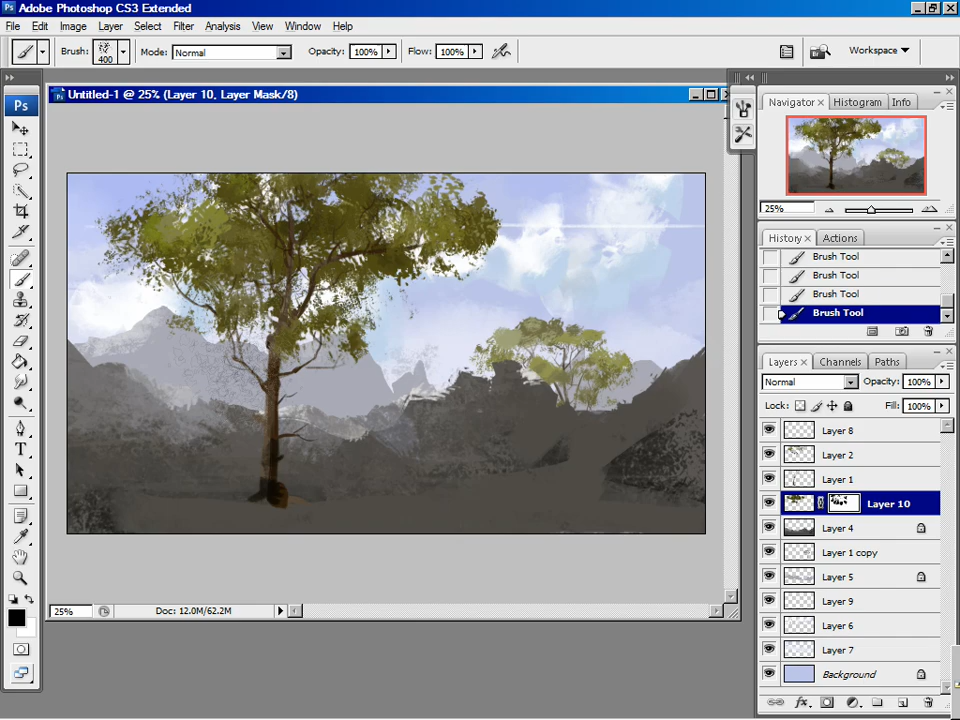 Ps Adobe Photoshop CS3 Extended
File Edit Image Layer Select Filter Analysis View Window Help
Brush: 400 Mode: Normal Opacity: 100% Flow: 100% Workspace
Ps
Untitled-1 @ 25% (Layer 10, Layer Mask/8)
25% Doc: 12.0M/62.2M
Navigator × Histogram Info
25%
History × Actions
Brush Tool
Brush Tool
Brush Tool
Brush Tool
Layers × Channels Paths
Normal Opacity: 100%
Lock: Fill: 100%
Layer 8
Layer 2
Layer 1
Layer 10
Layer 4
Layer 1 copy
Layer 5
Layer 9
Layer 6
Layer 7
Background